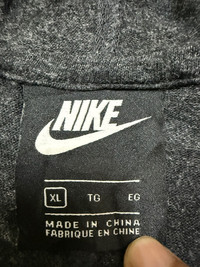 NIKE
XL TG EG
MADE IN CHINA
FABRIQUE EN CHINE